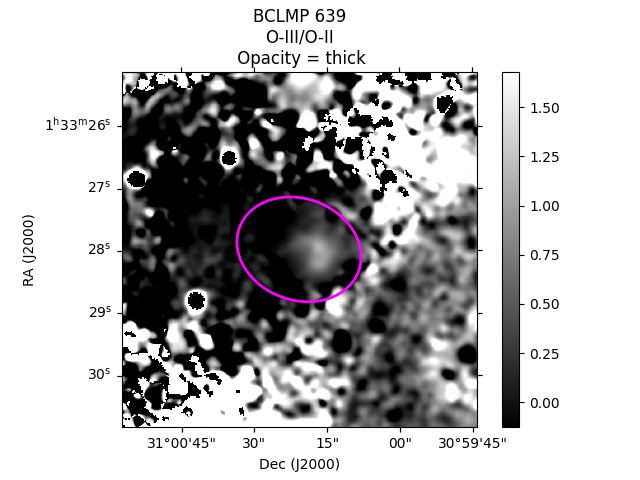 BCLMP 639
O-III/O-II
Opacity = thick
1h33m26s
27s
28s
29s
30s
RA (J2000)
31°00'45"
30"
15"
00"
30°59'45"
Dec (J2000)
1.50
1.25
1.00
0.75
0.50
0.25
0.00